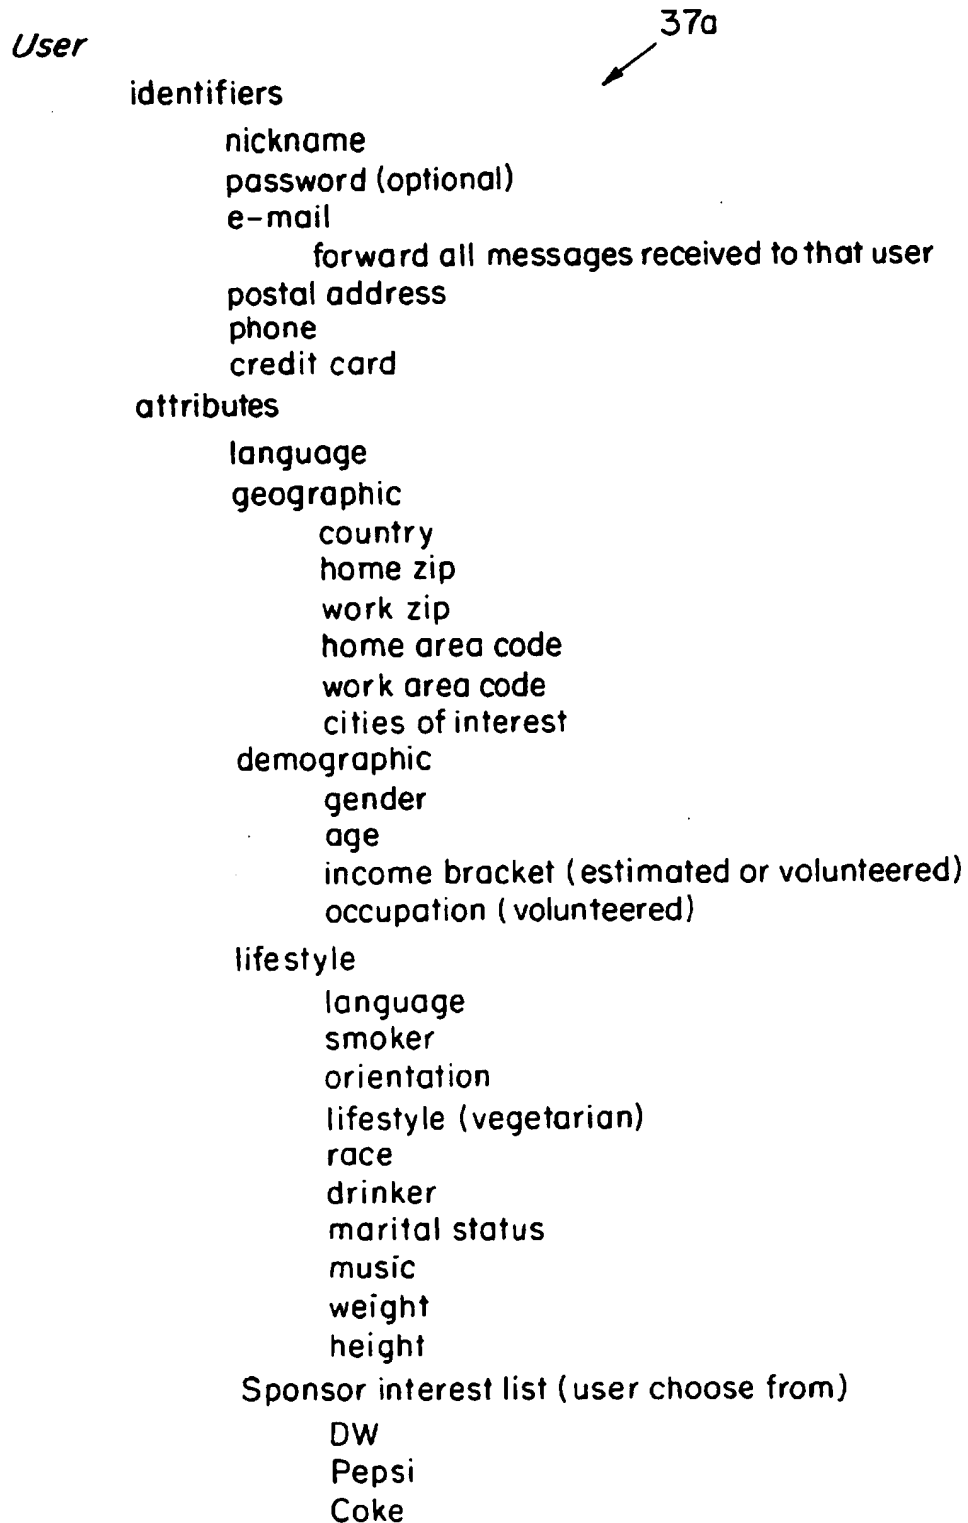 37a
User
identifiers
nickname
password (optional)
e-mail
forward all messages received to that user
postal address
phone
credit card
attributes
language
geographic
country
home zip
work zip
home area code
work area code
cities of interest
demographic
gender
age
income bracket (estimated or volunteered)
occupation (volunteered)
lifestyle
language
smoker
orientation
lifestyle (vegetarian)
race
drinker
marital status
music
weight
height
Sponsor interest list (user choose from)
DW
Pepsi
Coke